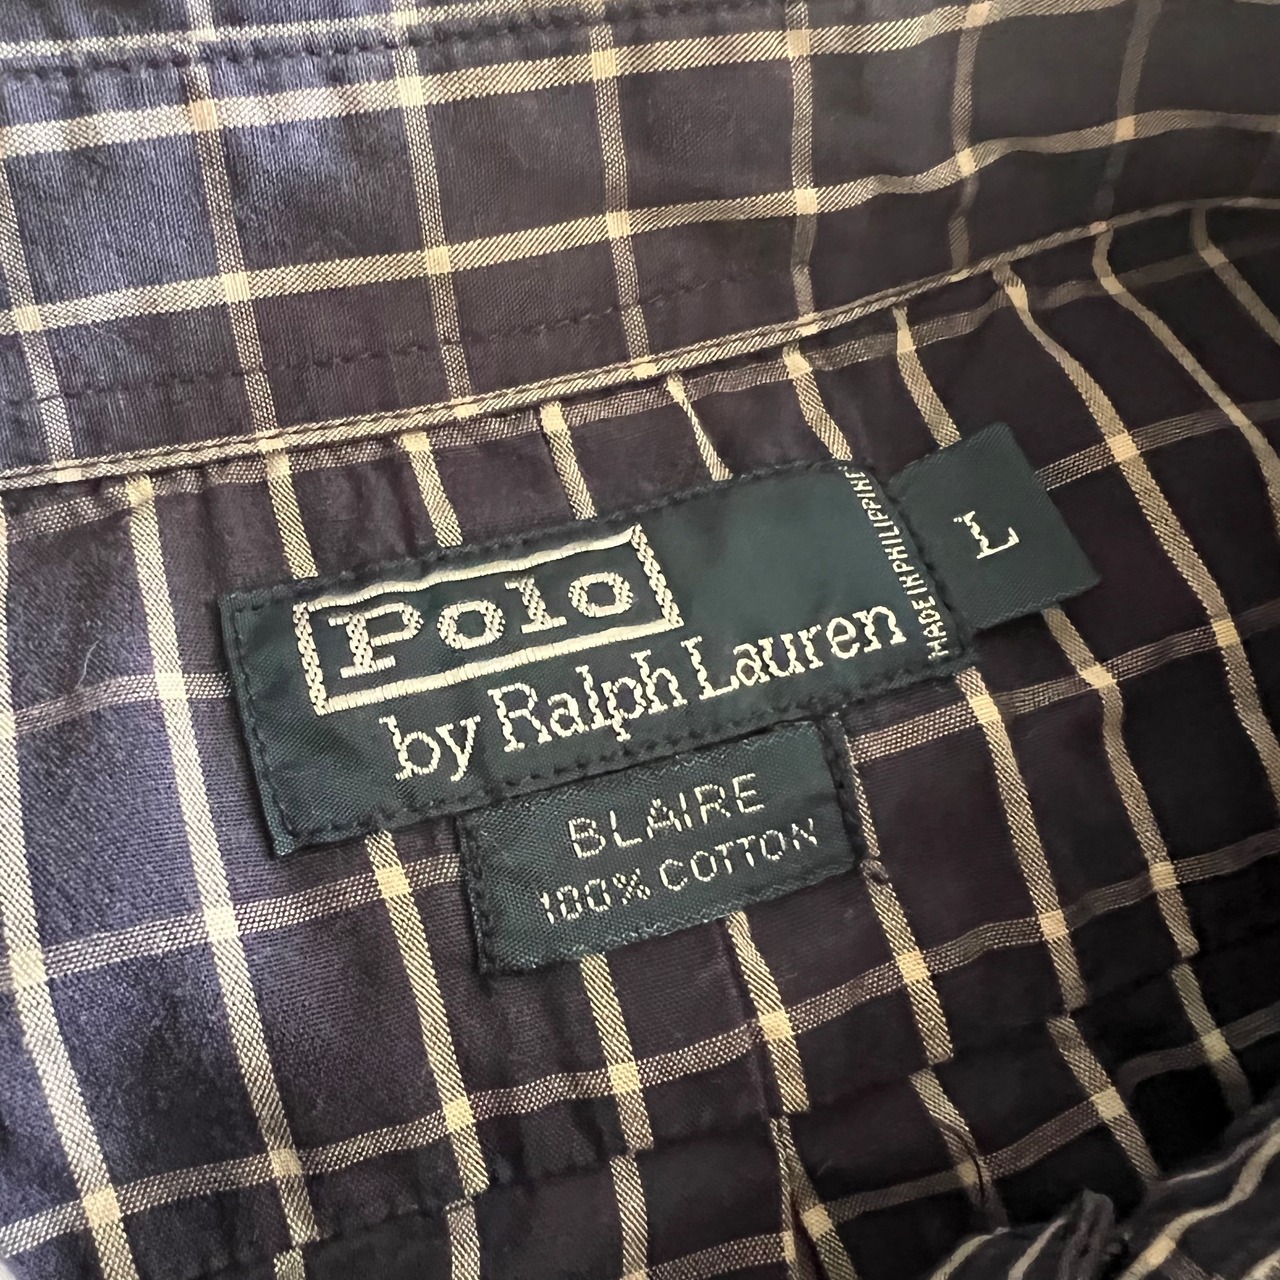 Polo
by Ralph Lauren
MADE IN PHILIPPINE
L
BLAIRE
100% COTTON